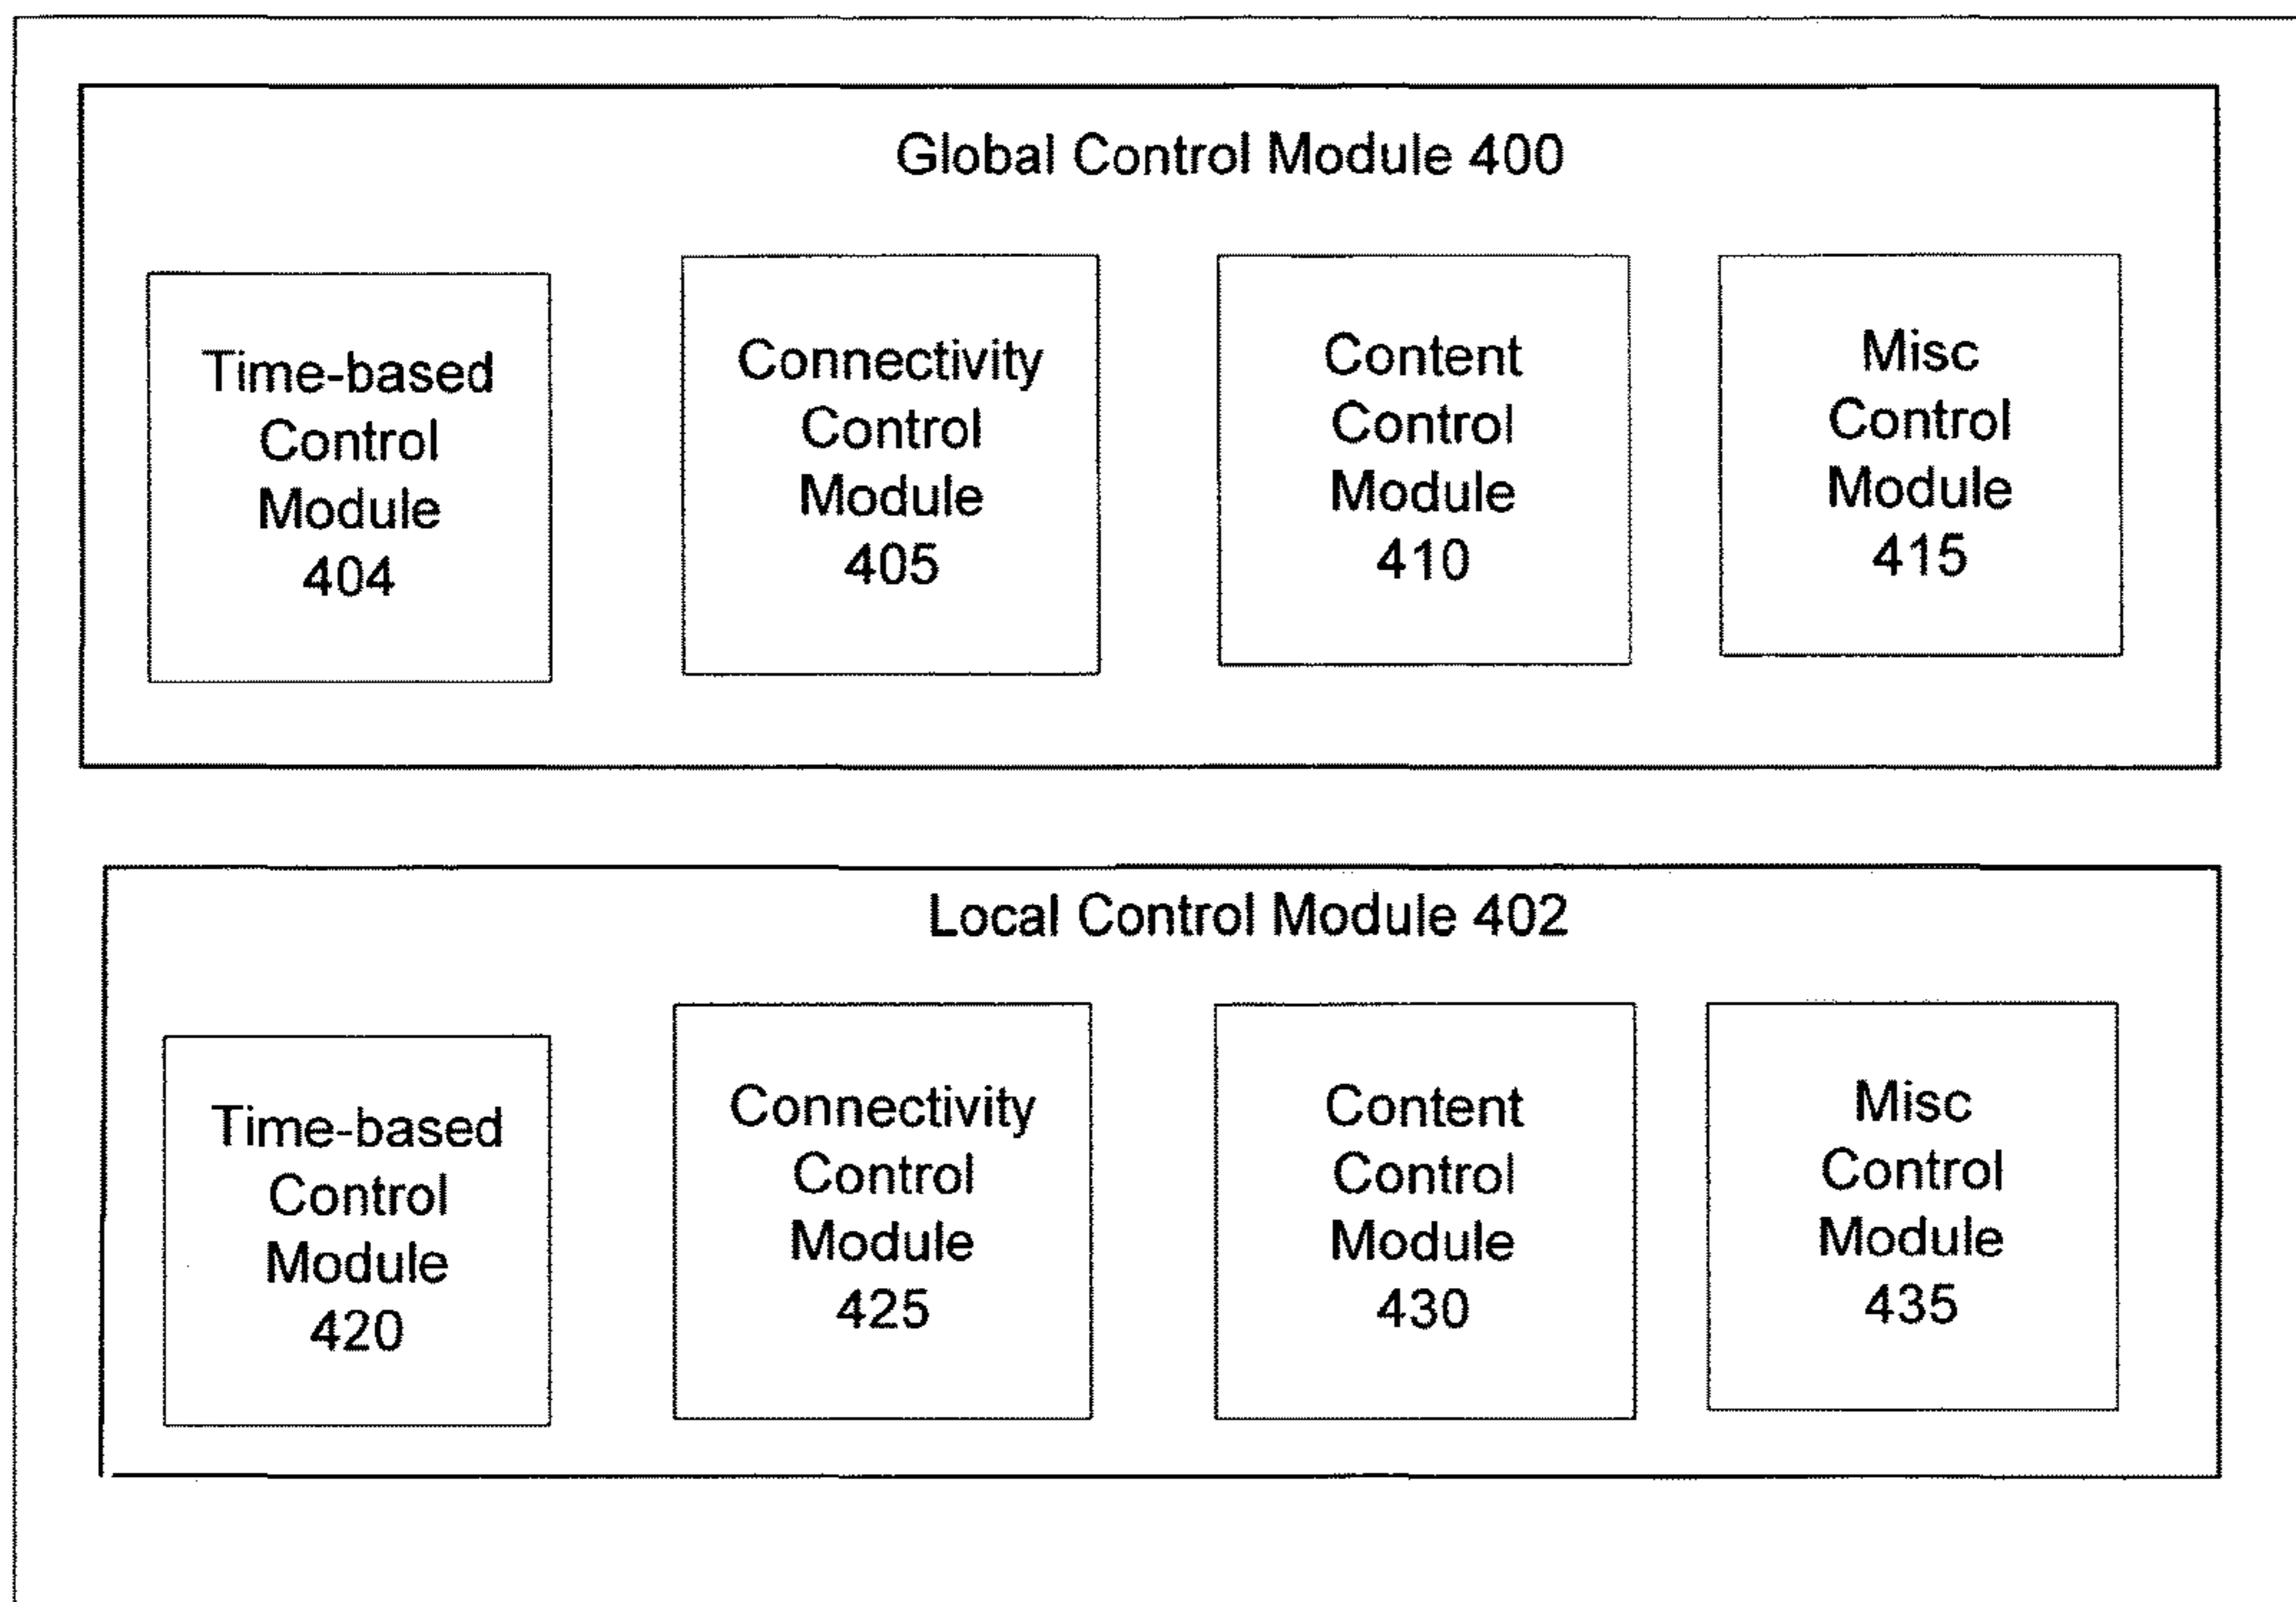 Global Control Module 400
Time-based
Control
Module
404
Connectivity
Control
Module
405
Content
Control
Module
410
Misc
Control
Module
415
Local Control Module 402
Time-based
Control
Module
420
Connectivity
Control
Module
425
Content
Control
Module
430
Misc
Control
Module
435